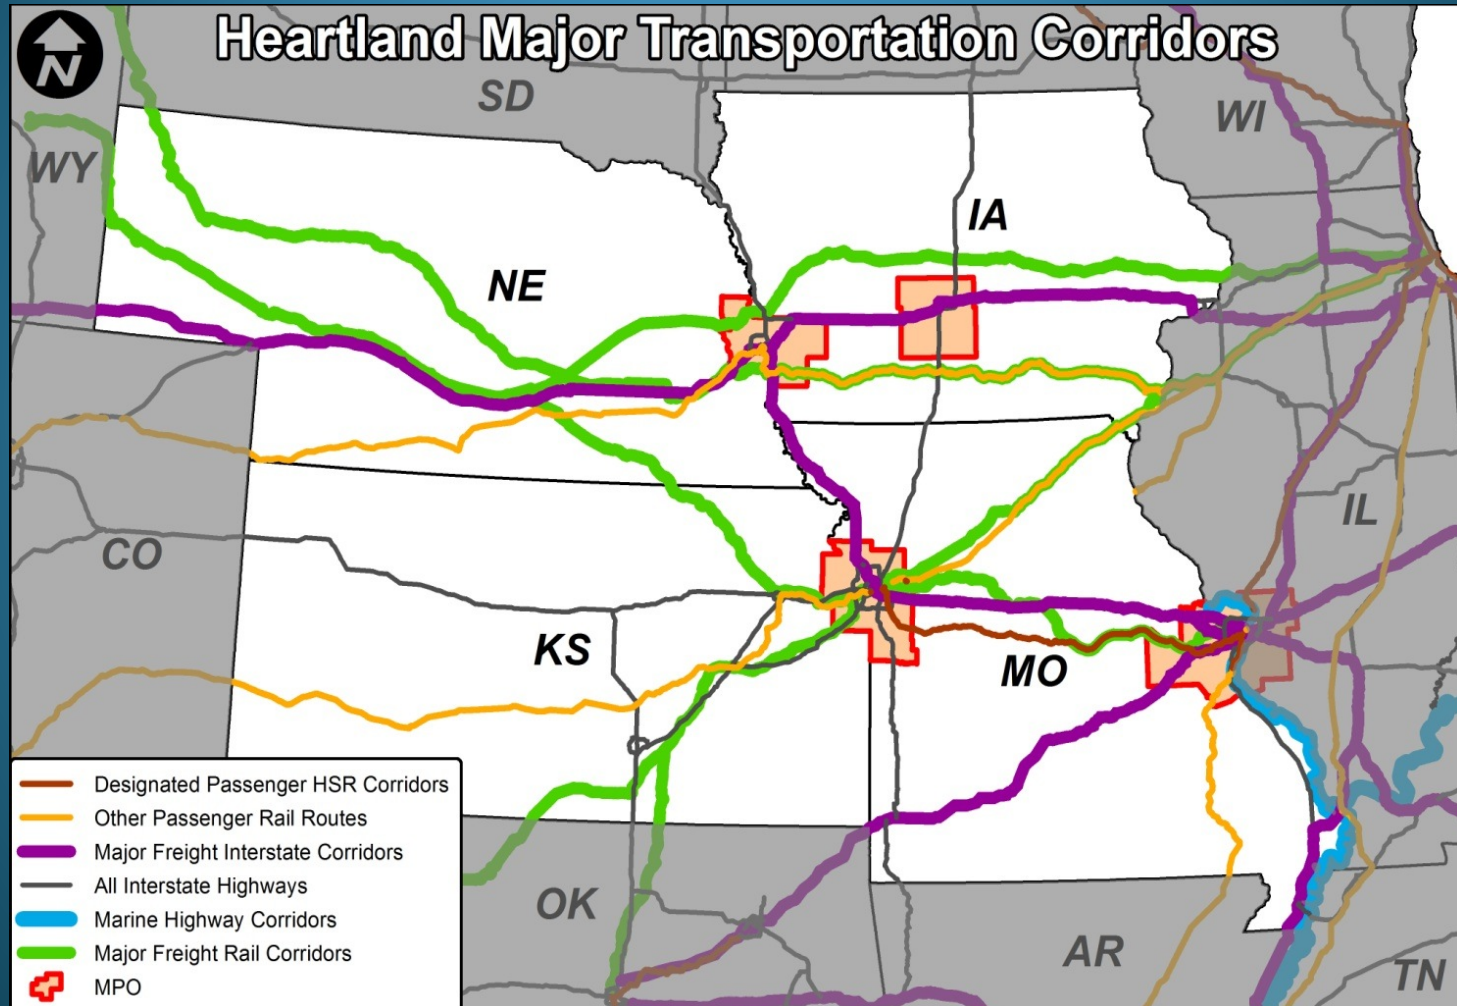 Heartland Major Transportation Corridors
N
SD
WI
WY
IA
NE
IL
CO
KS
MO
OK
AR
TN
Designated Passenger HSR Corridors
Other Passenger Rail Routes
Major Freight Interstate Corridors
All Interstate Highways
Marine Highway Corridors
Major Freight Rail Corridors
MPO